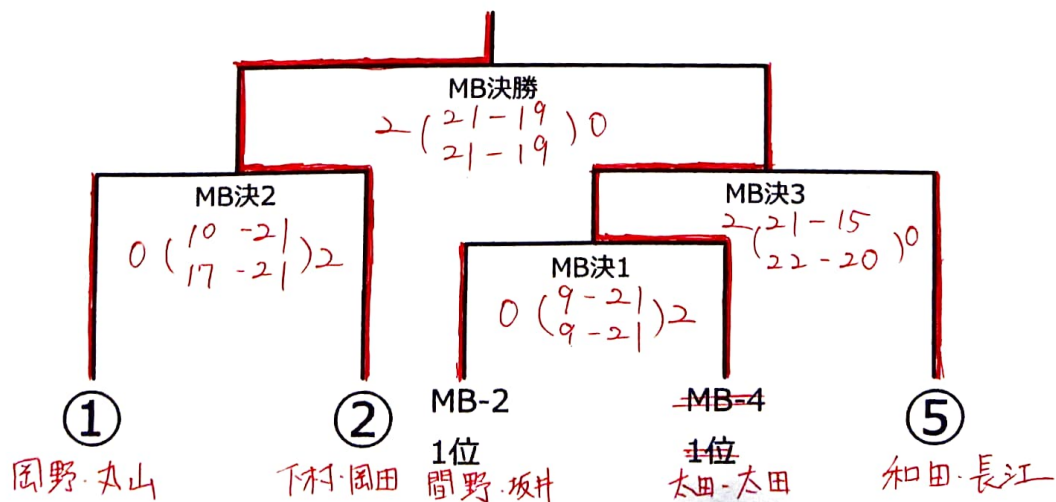 MB決勝
2(21-19)0
21-19
MB決2
0(10-21)2
17-21
MB決3
2(21-15)0
22-20
MB決1
0(9-21)2
9-21
①
②
MB-2
1位
MB-4
1位
⑤
岡野・丸山
下村・岡田
間野・坂井
太田・太田
和田・長江